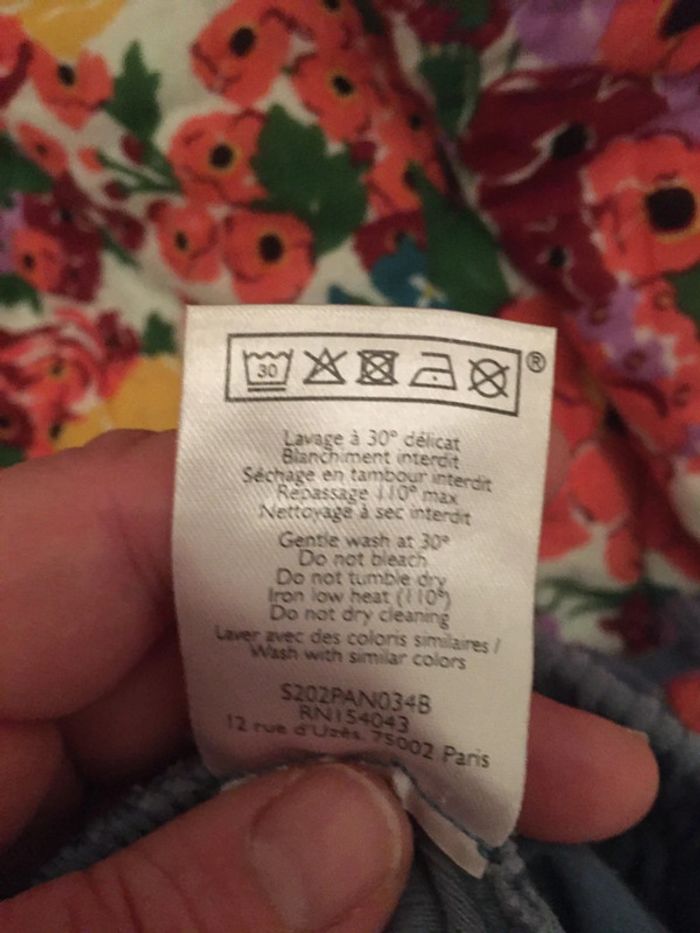 30
®
Lavage à 30° délicat
Blanchiment interdit
Séchage en tambour interdit
Repassage 110° max
Nettoyage à sec interdit
Gentle wash at 30°
Do not bleach
Do not tumble dry
Iron low heat (110°)
Do not dry cleaning
Laver avec des coloris similaires /
Wash with similar colors
S202PAN034B
RN154043
12 rue d'Uzès 75002 Paris